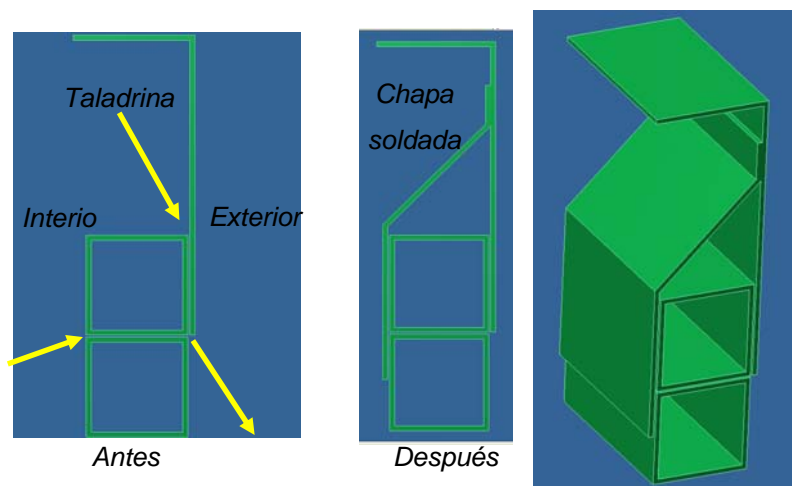 Taladrina
Interio
Exterior
Antes
Chapa
soldada
Después